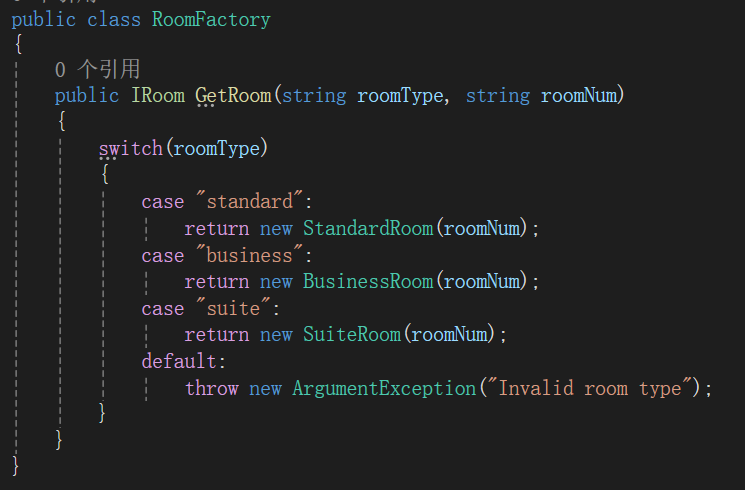 public class RoomFactory
{
0 个引用
public IRoom GetRoom(string roomType, string roomNum)
{
switch(roomType)
{
case "standard":
return new StandardRoom(roomNum);
case "business":
return new BusinessRoom(roomNum);
case "suite":
return new SuiteRoom(roomNum);
default:
throw new ArgumentException("Invalid room type");
}
}
}